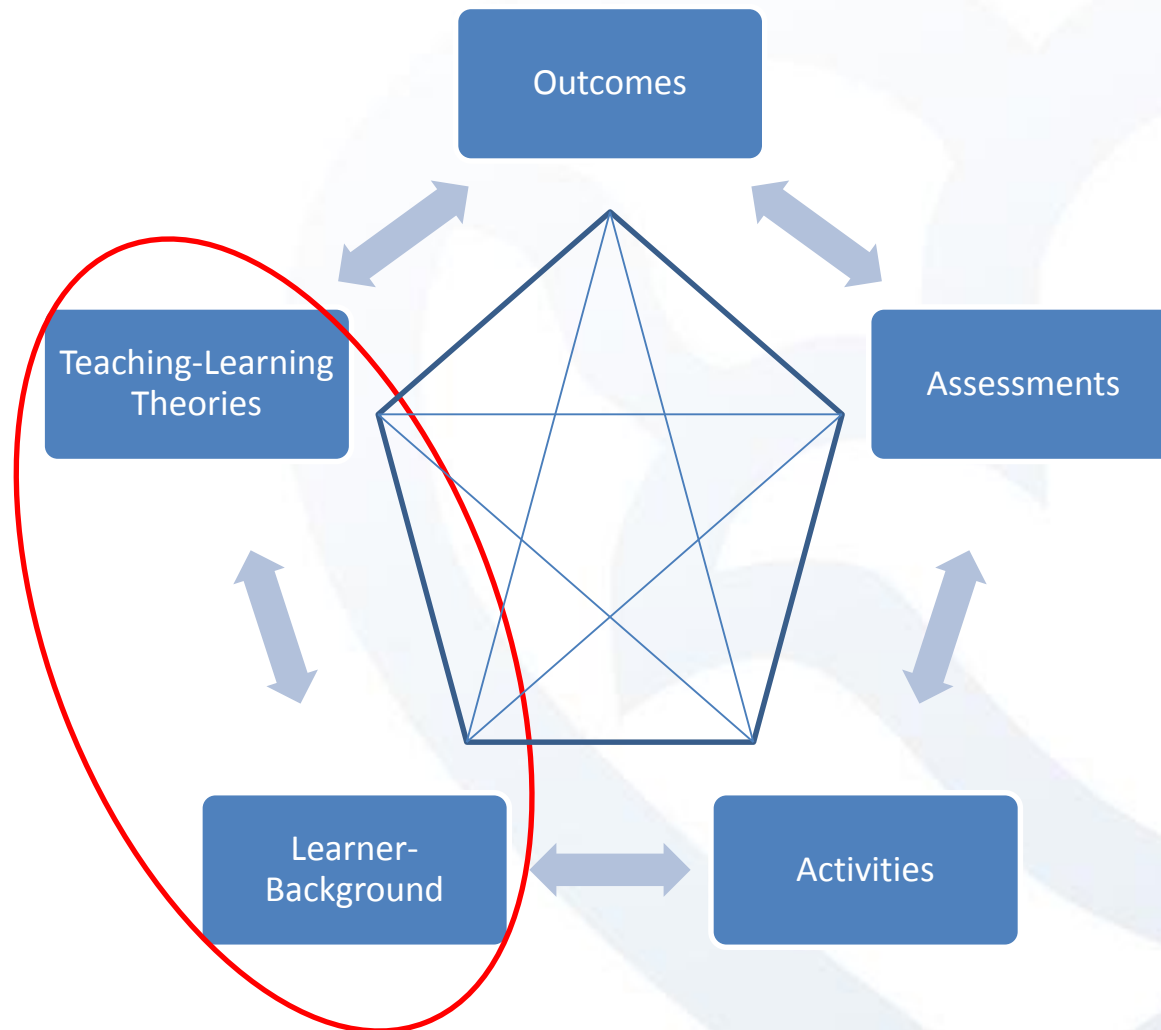 Outcomes
Teaching-Learning
Theories
Assessments
Learner-
Background
Activities